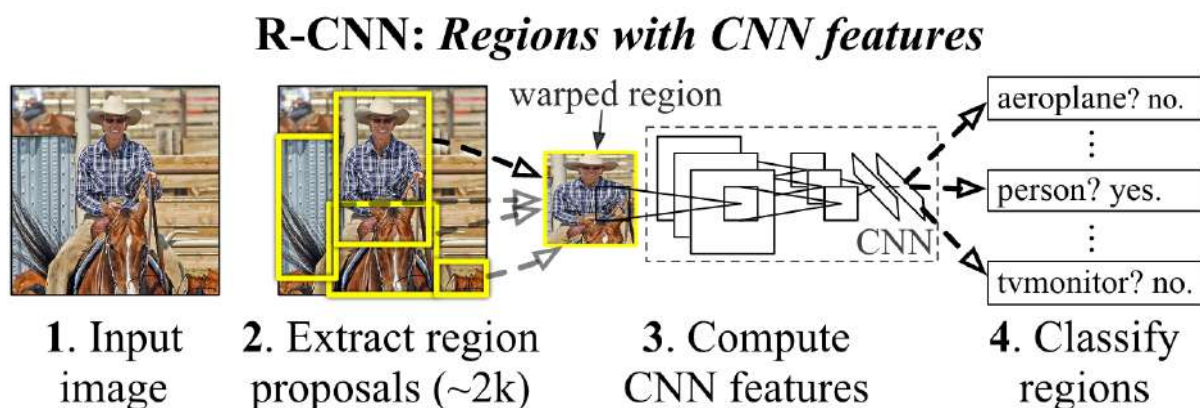 R-CNN: Regions with CNN features
warped region
aeroplane? no.
person? yes.
CNN
tvmonitor? no.
1. Input
image
2. Extract region
proposals (~2k)
3. Compute
CNN features
4. Classify
regions